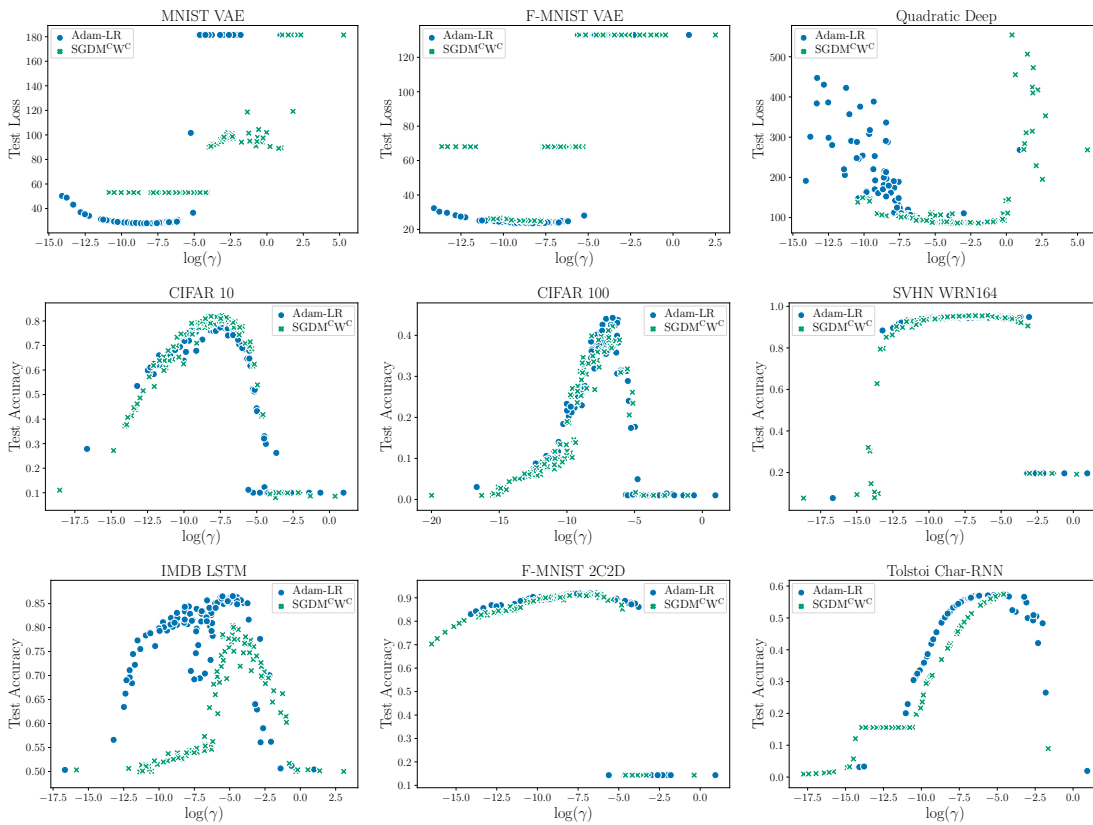 MNIST VAE
Adam-LR
SGDMᶜWᶜ
Test Loss
180
160
140
120
100
80
60
40
−15.0 −12.5 −10.0 −7.5 −5.0 −2.5 0.0 2.5 5.0
log(γ)
F-MNIST VAE
Adam-LR
SGDMᶜWᶜ
Test Loss
120
100
80
60
40
20
−12.5 −10.0 −7.5 −5.0 −2.5 0.0 2.5
log(γ)
Quadratic Deep
Adam-LR
SGDMᶜWᶜ
Test Loss
500
400
300
200
100
−15.0 −12.5 −10.0 −7.5 −5.0 −2.5 0.0 2.5 5.0
log(γ)
CIFAR 10
Adam-LR
SGDMᶜWᶜ
Test Accuracy
0.8
0.7
0.6
0.5
0.4
0.3
0.2
0.1
−17.5 −15.0 −12.5 −10.0 −7.5 −5.0 −2.5 0.0
log(γ)
CIFAR 100
Adam-LR
SGDMᶜWᶜ
Test Accuracy
0.4
0.3
0.2
0.1
0.0
−20 −15 −10 −5 0
log(γ)
SVHN WRN164
Adam-LR
SGDMᶜWᶜ
Test Accuracy
1.0
0.8
0.6
0.4
0.2
−17.5 −15.0 −12.5 −10.0 −7.5 −5.0 −2.5 0.0
log(γ)
IMDB LSTM
Adam-LR
SGDMᶜWᶜ
Test Accuracy
0.85
0.80
0.75
0.70
0.65
0.60
0.55
0.50
−17.5 −15.0 −12.5 −10.0 −7.5 −5.0 −2.5 0.0 2.5
log(γ)
F-MNIST 2C2D
Adam-LR
SGDMᶜWᶜ
Test Accuracy
0.9
0.8
0.7
0.6
0.5
0.4
0.3
0.2
0.1
−15.0 −12.5 −10.0 −7.5 −5.0 −2.5 0.0
log(γ)
Tolstoi Char-RNN
Adam-LR
SGDMᶜWᶜ
Test Accuracy
0.6
0.5
0.4
0.3
0.2
0.1
0.0
−17.5 −15.0 −12.5 −10.0 −7.5 −5.0 −2.5 0.0
log(γ)